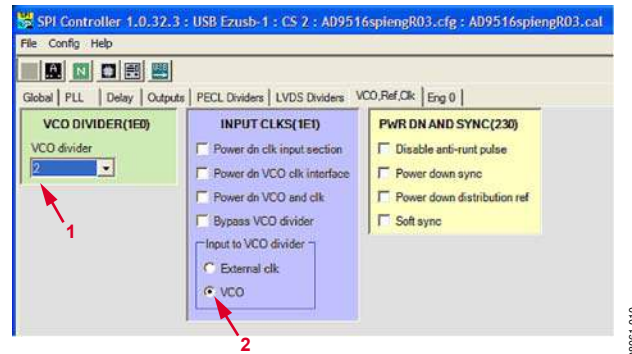 SPI Controller 1.0.32.3 : USB Ezusb-1 : CS 2 : AD9516spiengR03.cfg : AD9516spiengR03.cal
File Config Help
A N
Global PLL Delay Outputs PECL Dividers LVDS Dividers VCO,Ref,Clk Eng 0
VCO DIVIDER(1E0)
VCO divider
2
1
INPUT CLKS(1E1)
Power dn clk input section
Power dn VCO clk interface
Power dn VCO and clk
Bypass VCO divider
Input to VCO divider
External clk
VCO
2
PWR DN AND SYNC(230)
Disable anti-runt pulse
Power down sync
Power down distribution ref
Soft sync